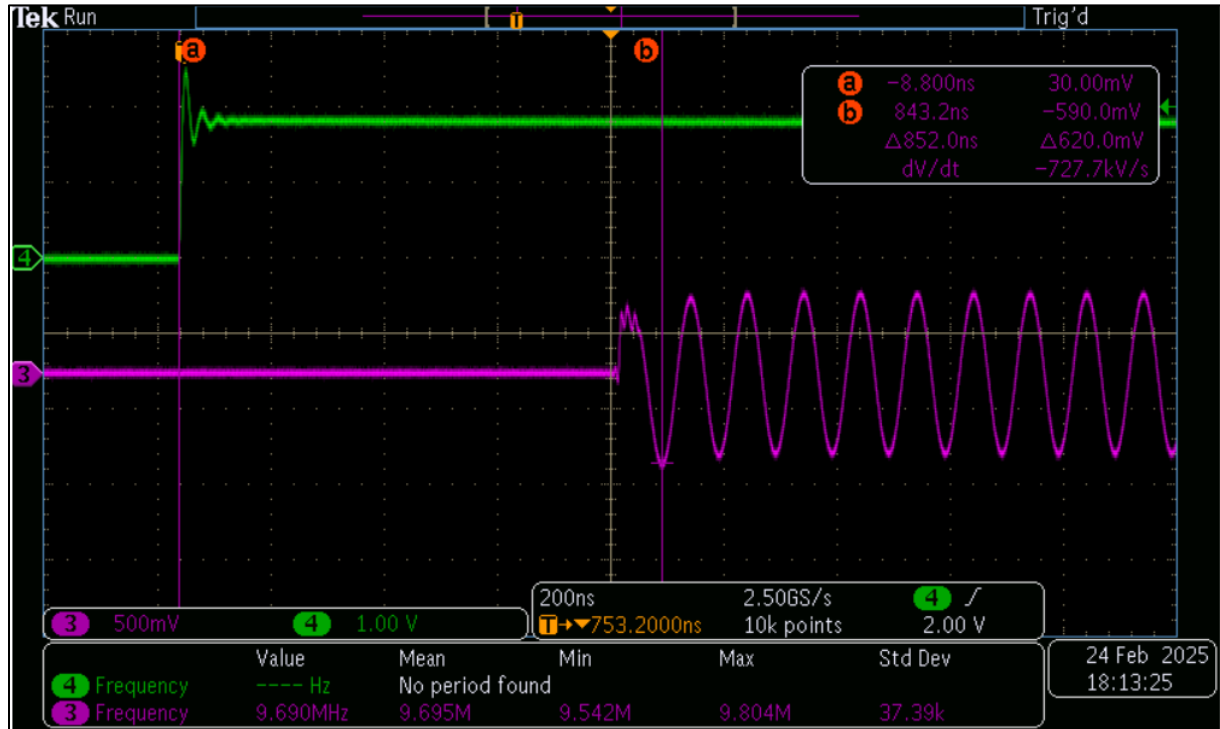 Tek Run Trig'd
[ T ]
a b
a -8.800ns 30.00mV
b 843.2ns -590.0mV
Δ852.0ns Δ620.0mV
dV/dt -727.7kV/s
4
3
3 500mV 4 1.00 V
200ns 2.50GS/s 4 ∫
T→▼753.2000ns 10k points 2.00 V
Value Mean Min Max Std Dev
4 Frequency ---- Hz No period found
3 Frequency 9.690MHz 9.695M 9.542M 9.804M 37.39k
24 Feb 2025
18:13:25